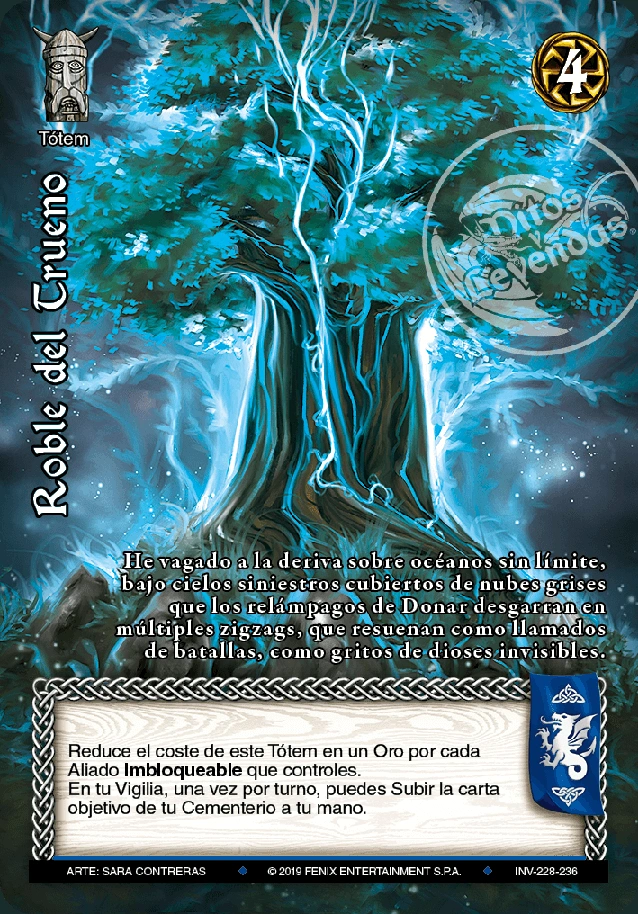 4
Tótem
Mitos y
Leyendas
Roble del Trueno
He vagado a la deriva sobre océanos sin límite,
bajo cielos siniestros cubiertos de nubes grises
que los relámpagos de Donar desgarran en
múltiples zigzags, que resuenan como llamados
de batallas, como gritos de dioses invisibles.
Reduce el coste de este Tótem en un Oro por cada
Aliado Imbloqueable que controles.
En tu Vigilia, una vez por turno, puedes Subir la carta
objetivo de tu Cementerio a tu mano.
ARTE: SARA CONTRERAS ◆ © 2019 FENIX ENTERTAINMENT S.P.A. ◆ INV-228-236